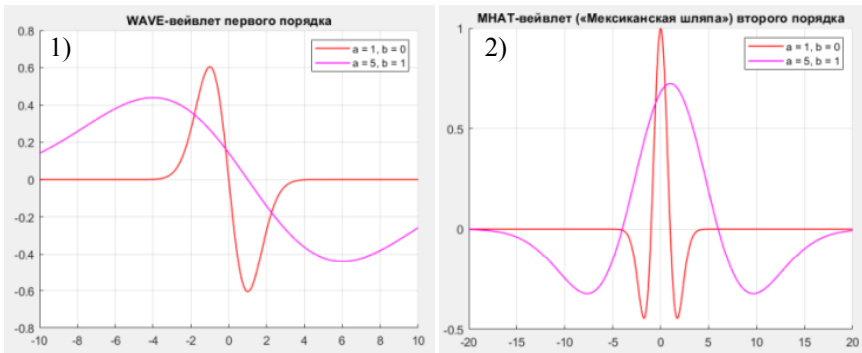 WAVE-вейвлет первого порядка
1)
a = 1, b = 0
a = 5, b = 1
0.8
0.6
0.4
0.2
0
-0.2
-0.4
-0.6
-0.8
-10 -8 -6 -4 -2 0 2 4 6 8 10
MHAT-вейвлет («Мексиканская шляпа») второго порядка
2)
a = 1, b = 0
a = 5, b = 1
1
0.5
0
-0.5
-20 -15 -10 -5 0 5 10 15 20